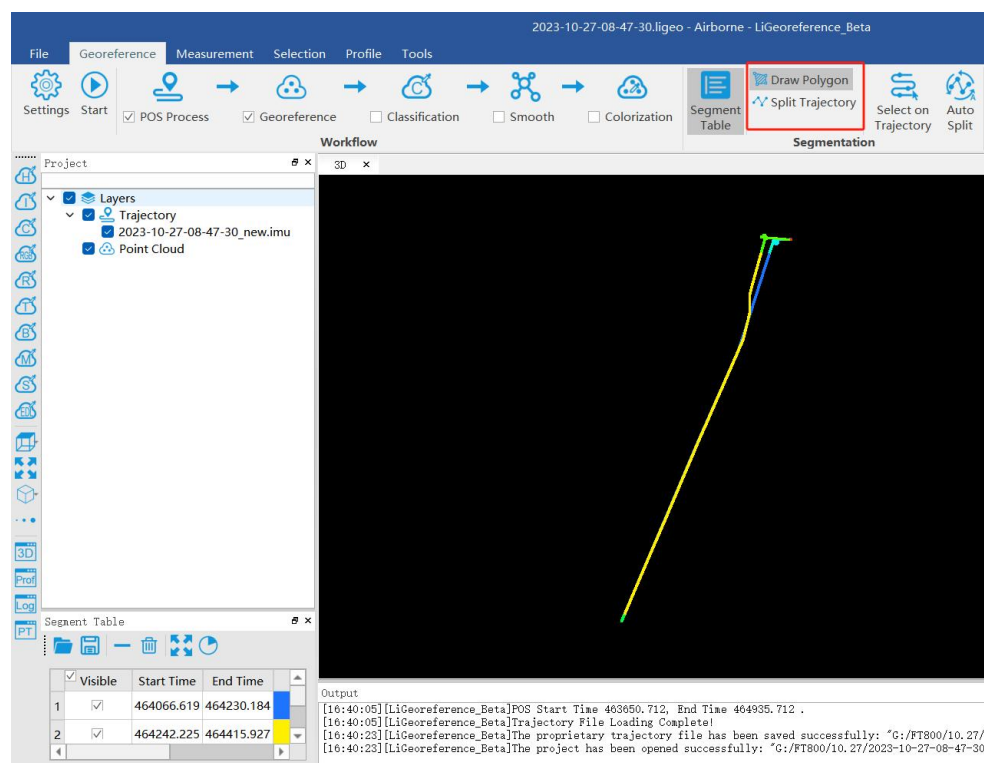 2023-10-27-08-47-30.ligeo - Airborne - LiGeoreference_Beta
File Georeference Measurement Selection Profile Tools
Settings Start POS Process Georeference Classification Smooth Colorization
Workflow
Segment Table
Draw Polygon
Split Trajectory
Select on Trajectory
Auto Split
Segmentation
Project
3D
Layers
Trajectory
2023-10-27-08-47-30_new.imu
Point Cloud
H
I
C
RGB
R
T
B
M
S
EDL
3D
Prof
Log
PT
Segment Table
Visible Start Time End Time
1 464066.619 464230.184
2 464242.225 464415.927
Output
[16:40:05][LiGeoreference_Beta]POS Start Time 463650.712, End Time 464935.712 .
[16:40:05][LiGeoreference_Beta]Trajectory File Loading Complete!
[16:40:23][LiGeoreference_Beta]The proprietary trajectory file has been saved successfully: "G:/FT800/10.27/
[16:40:23][LiGeoreference_Beta]The project has been opened successfully: "G:/FT800/10.27/2023-10-27-08-47-30